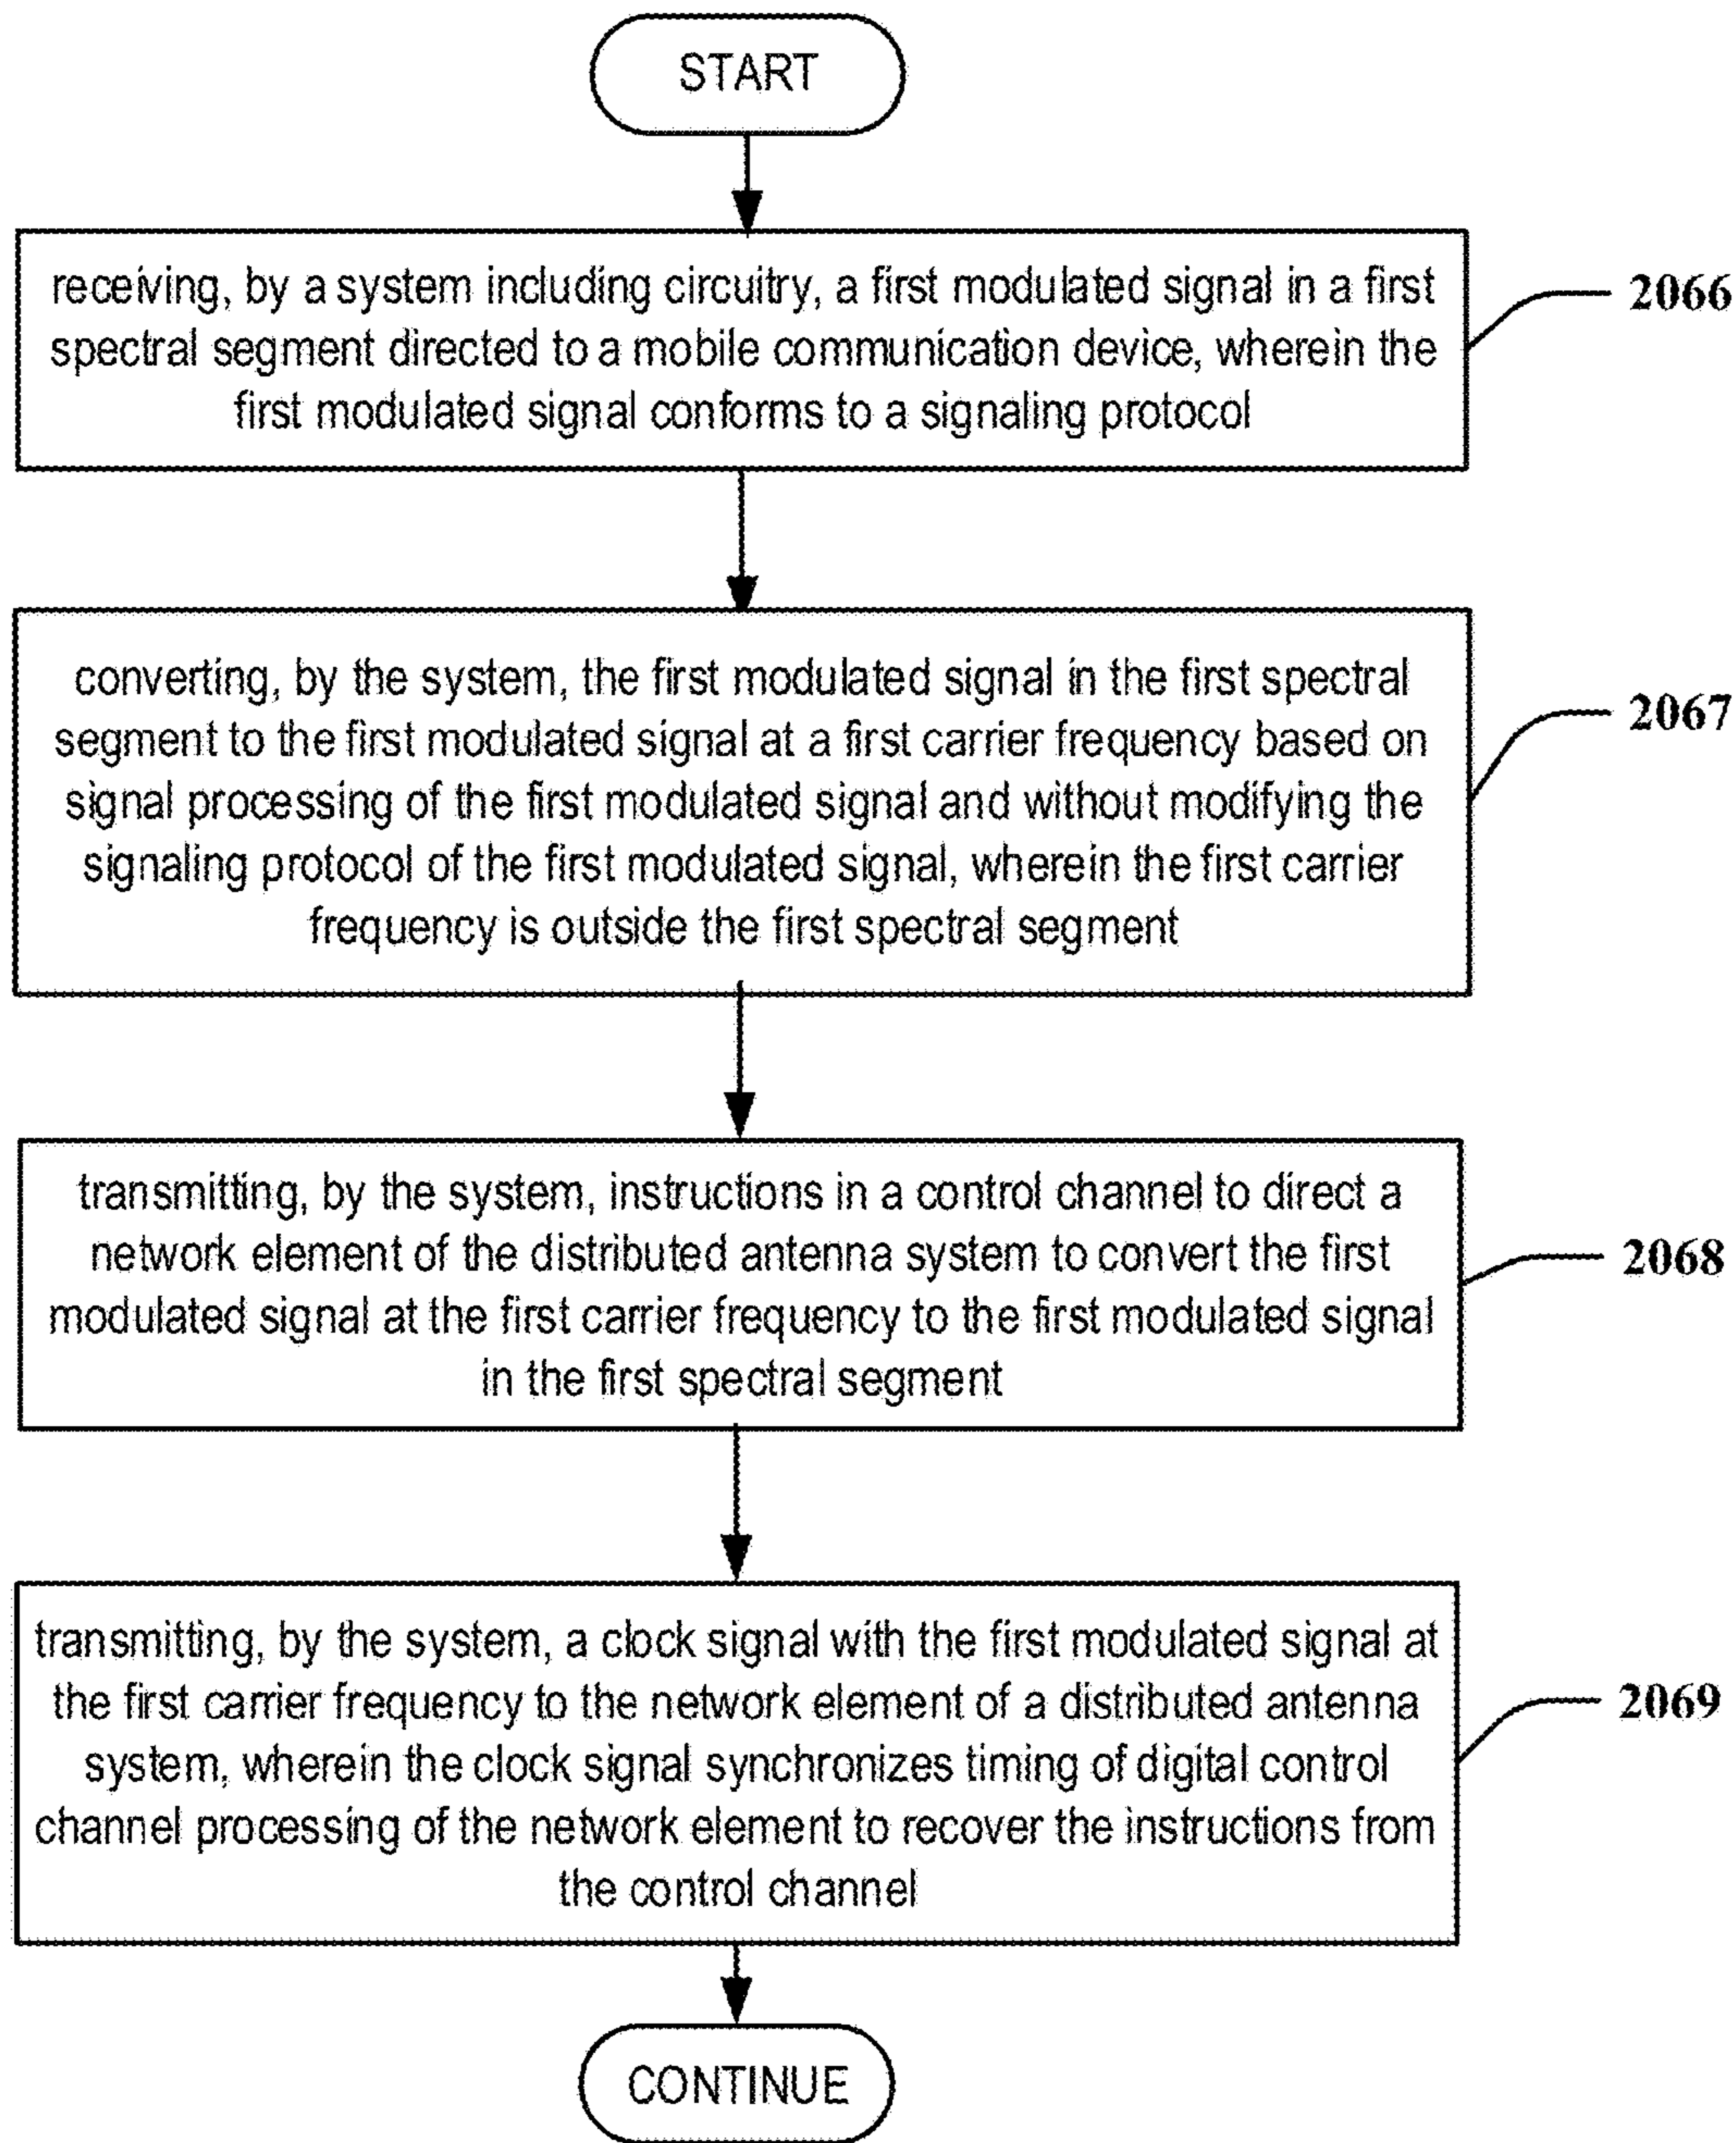 START
receiving, by a system including circuitry, a first modulated signal in a first
spectral segment directed to a mobile communication device, wherein the
first modulated signal conforms to a signaling protocol
2066
converting, by the system, the first modulated signal in the first spectral
segment to the first modulated signal at a first carrier frequency based on
signal processing of the first modulated signal and without modifying the
signaling protocol of the first modulated signal, wherein the first carrier
frequency is outside the first spectral segment
2067
transmitting, by the system, instructions in a control channel to direct a
network element of the distributed antenna system to convert the first
modulated signal at the first carrier frequency to the first modulated signal
in the first spectral segment
2068
transmitting, by the system, a clock signal with the first modulated signal at
the first carrier frequency to the network element of a distributed antenna
system, wherein the clock signal synchronizes timing of digital control
channel processing of the network element to recover the instructions from
the control channel
2069
CONTINUE